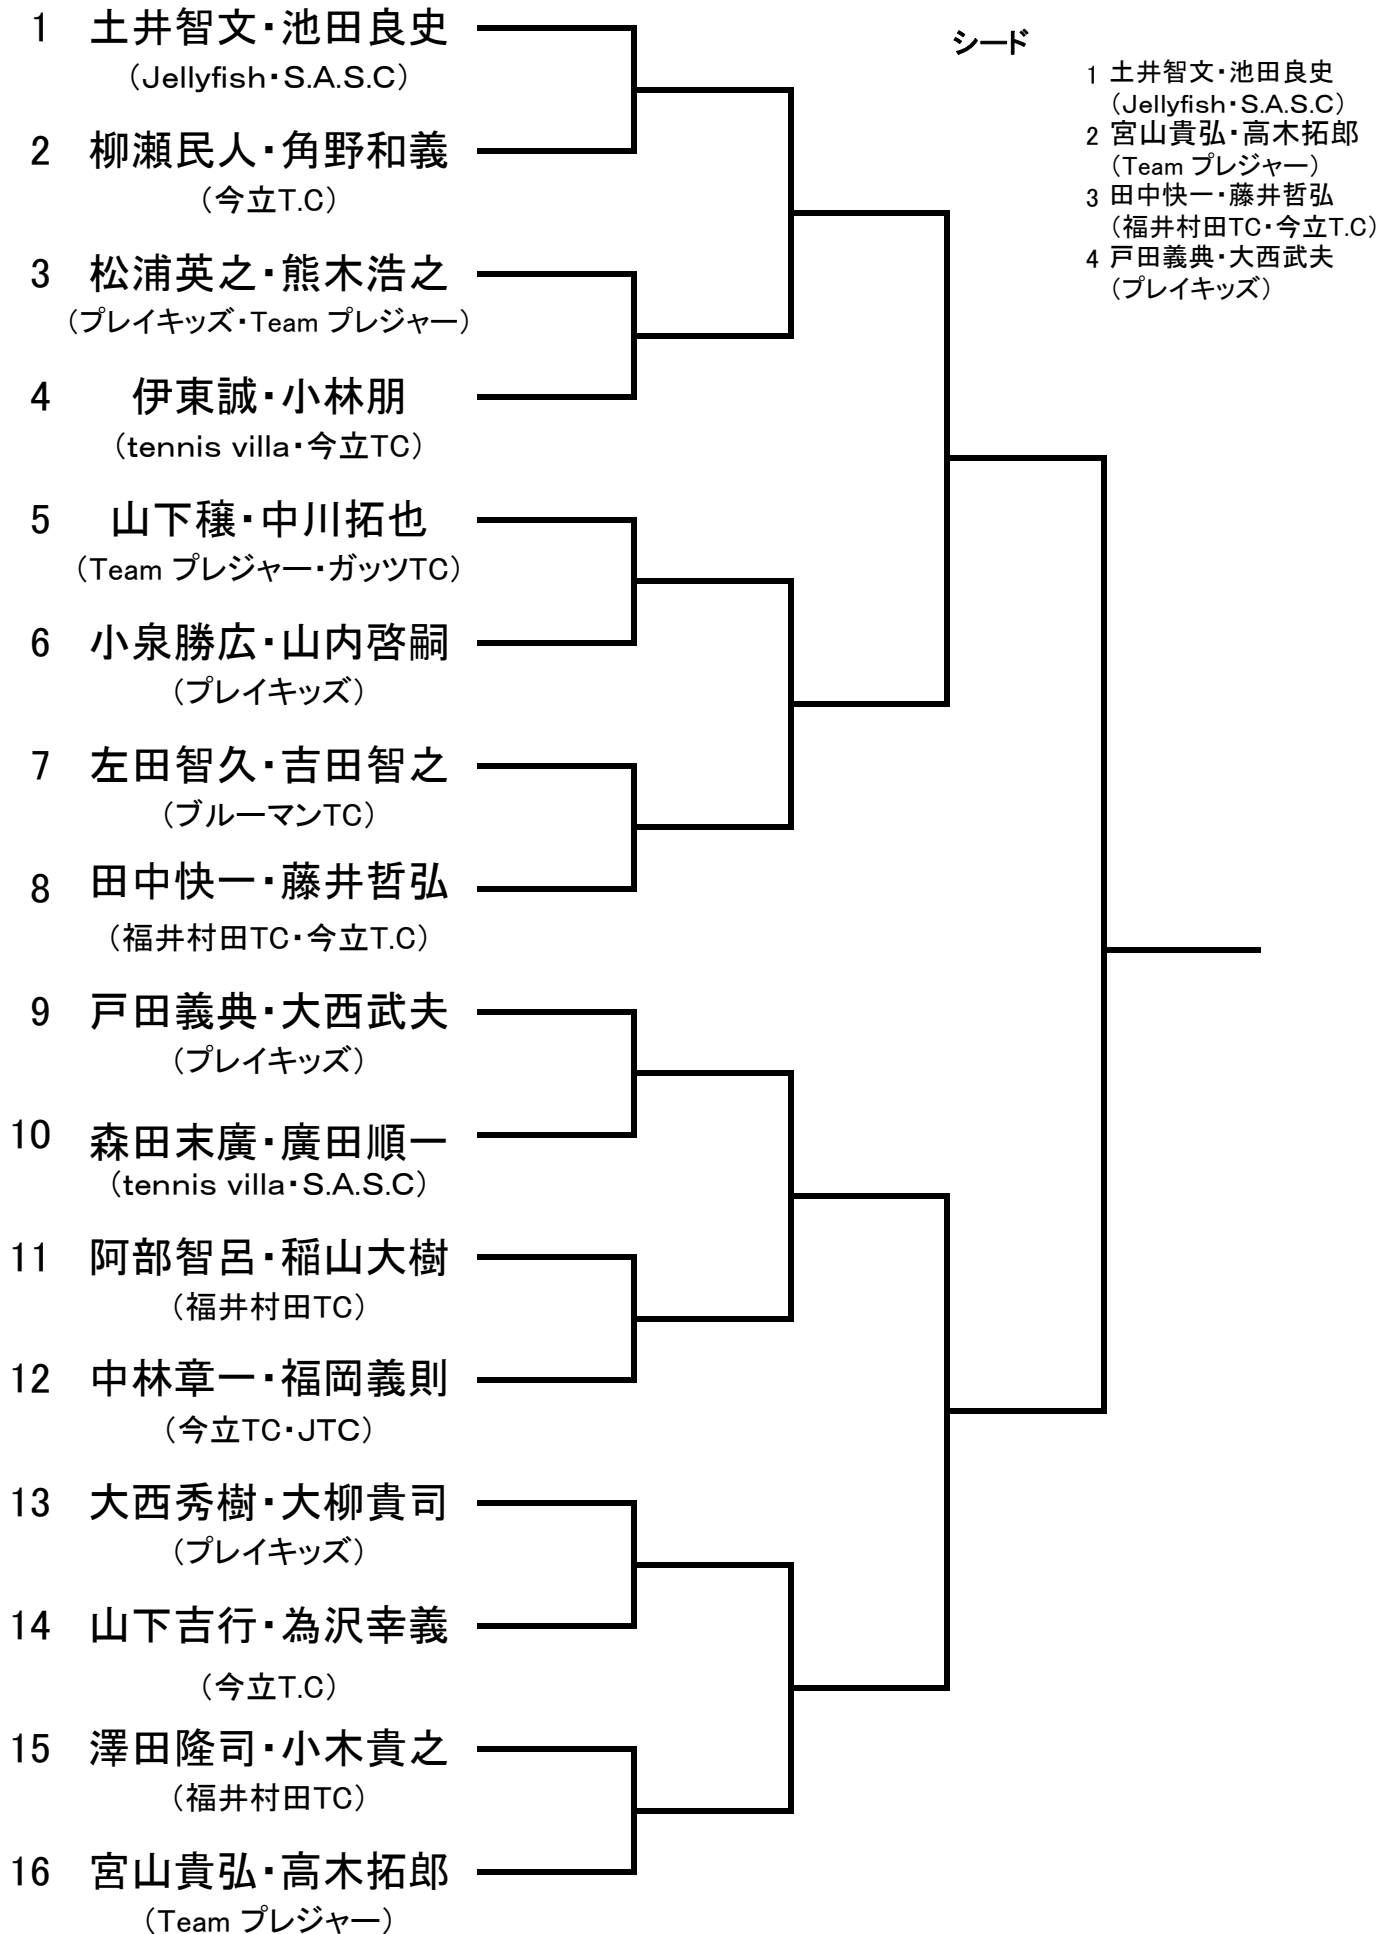 1 土井智文・池田良史
（Jellyfish・S.A.S.C）
2 柳瀬民人・角野和義
（今立T.C）
3 松浦英之・熊木浩之
（プレイキッズ・Team プレジャー）
4 伊東誠・小林朋
（tennis villa・今立TC）
5 山下穣・中川拓也
（Team プレジャー・ガッツTC）
6 小泉勝広・山内啓嗣
（プレイキッズ）
7 左田智久・吉田智之
（ブルーマンTC）
8 田中快一・藤井哲弘
（福井村田TC・今立T.C）
9 戸田義典・大西武夫
（プレイキッズ）
10 森田末廣・廣田順一
（tennis villa・S.A.S.C）
11 阿部智呂・稲山大樹
（福井村田TC）
12 中林章一・福岡義則
（今立TC・JTC）
13 大西秀樹・大柳貴司
（プレイキッズ）
14 山下吉行・為沢幸義
（今立T.C）
15 澤田隆司・小木貴之
（福井村田TC）
16 宮山貴弘・高木拓郎
（Team プレジャー）
シード
1 土井智文・池田良史
（Jellyfish・S.A.S.C）
2 宮山貴弘・高木拓郎
（Team プレジャー）
3 田中快一・藤井哲弘
（福井村田TC・今立T.C）
4 戸田義典・大西武夫
（プレイキッズ）